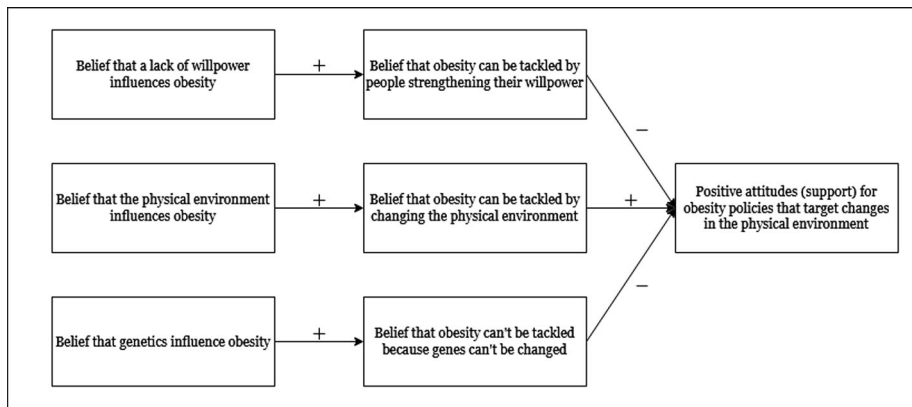 Belief that a lack of willpower
influences obesity
+
Belief that obesity can be tackled by
people strengthening their willpower
−
Belief that the physical environment
influences obesity
+
Belief that obesity can be tackled by
changing the physical environment
+
Positive attitudes (support) for
obesity policies that target changes
in the physical environment
−
Belief that genetics influence obesity
+
Belief that obesity can't be tackled
because genes can't be changed